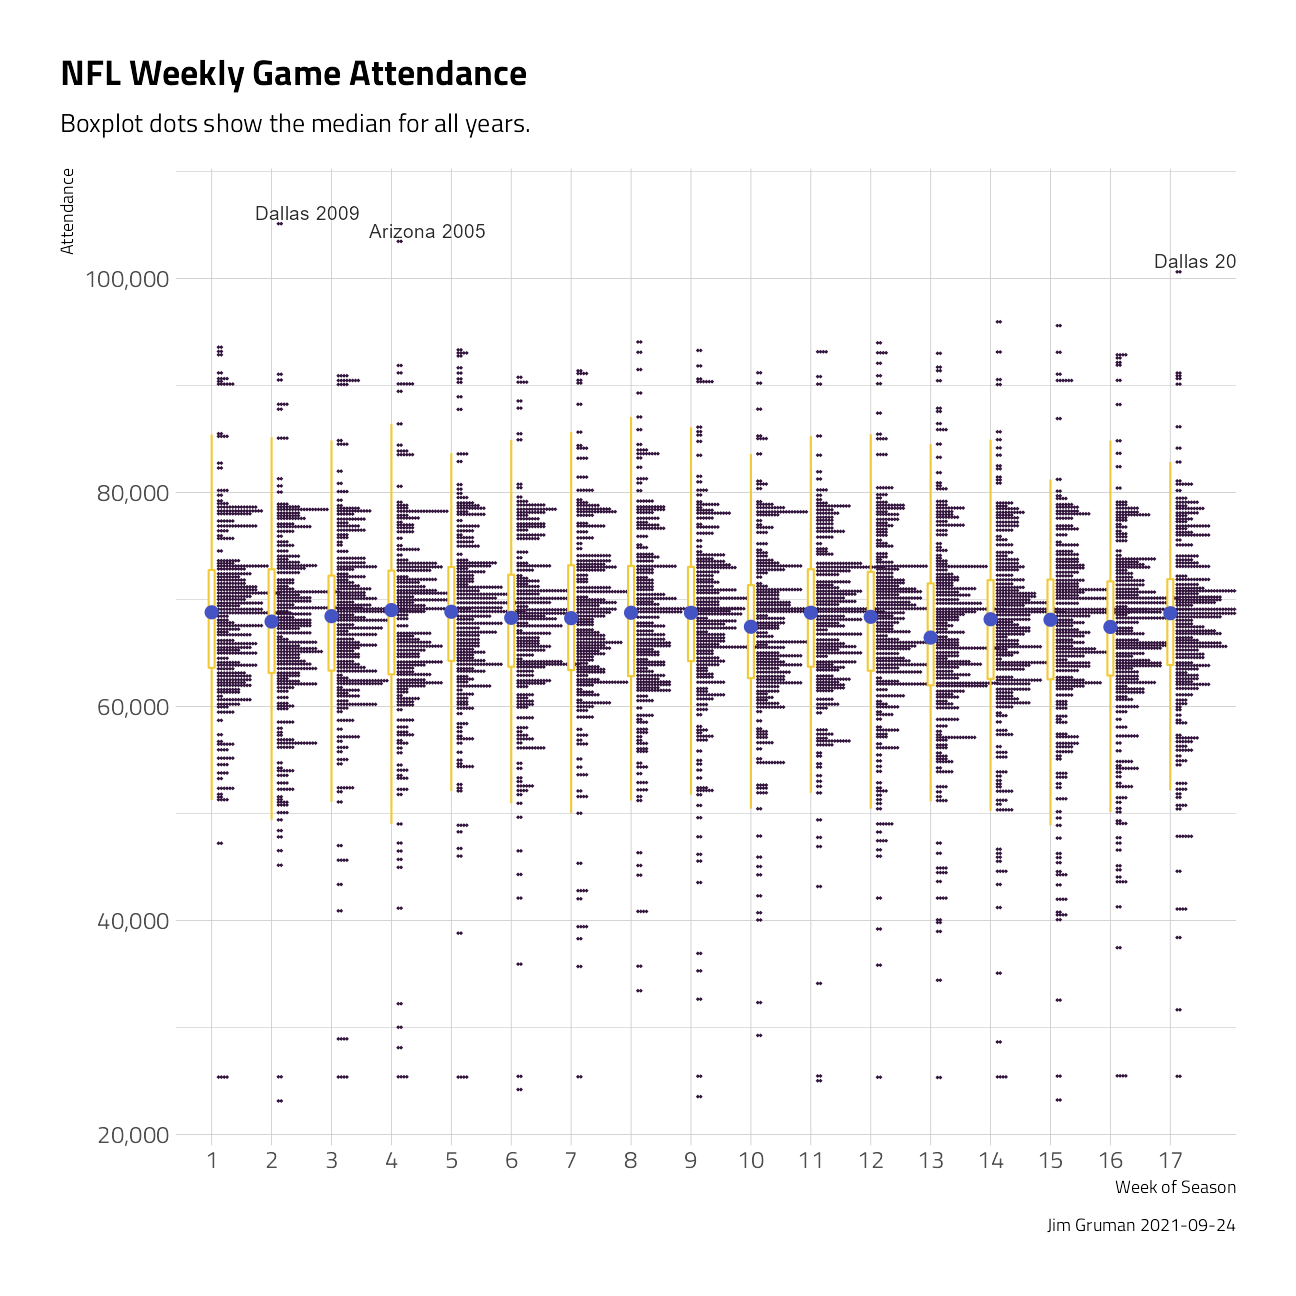 NFL Weekly Game Attendance
Boxplot dots show the median for all years.
Attendance
Dallas 2009
Arizona 2005
Dallas 20
100,000
80,000
60,000
40,000
20,000
1 2 3 4 5 6 7 8 9 10 11 12 13 14 15 16 17
Week of Season
Jim Gruman 2021-09-24